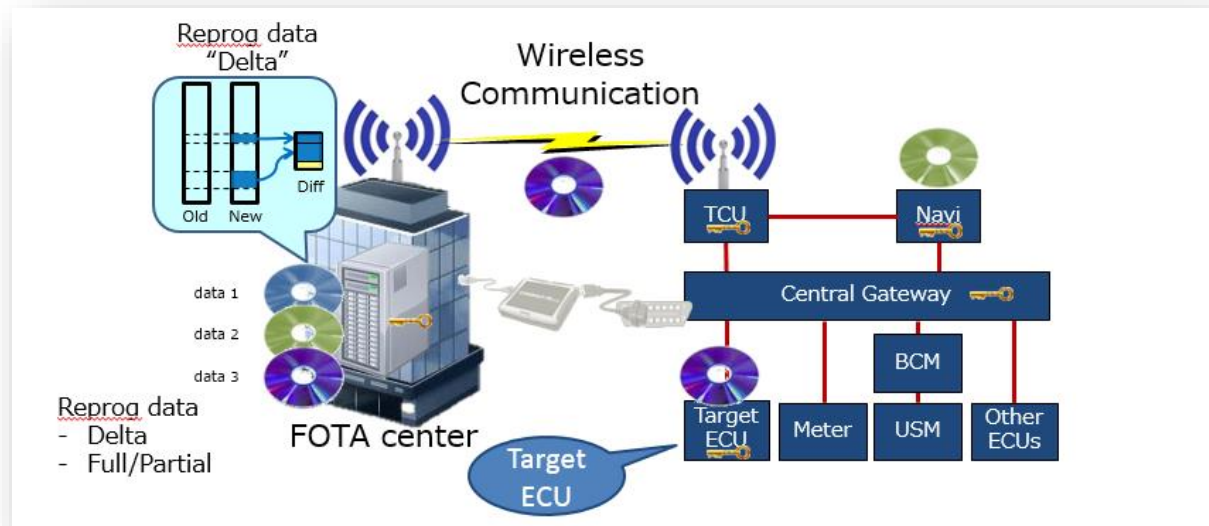 Reprog data
“Delta”
Old
New
Diff
Wireless
Communication
TCU
Navi
Central Gateway
data 1
data 2
data 3
BCM
Target
ECU
Meter
USM
Other
ECUs
Reprog data
- Delta
- Full/Partial
FOTA center
Target
ECU